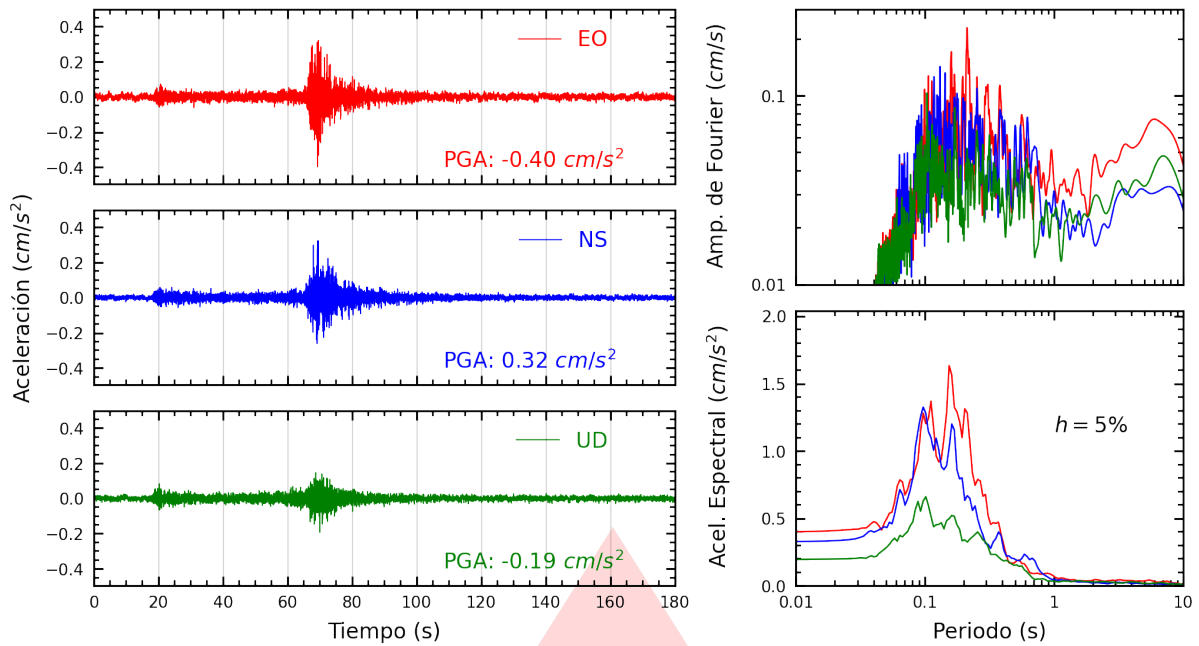 Aceleración (cm/s²)
0.4
0.2
0.0
−0.2
−0.4
EO
PGA: -0.40 cm/s²
0.4
0.2
0.0
−0.2
−0.4
NS
PGA: 0.32 cm/s²
0.4
0.2
0.0
−0.2
−0.4
UD
PGA: -0.19 cm/s²
0 20 40 60 80 100 120 140 160 180
Tiempo (s)
Amp. de Fourier (cm/s)
0.1
0.01
Acel. Espectral (cm/s²)
2.0
1.5
1.0
0.5
0.0
h = 5%
0.01 0.1 1 10
Periodo (s)